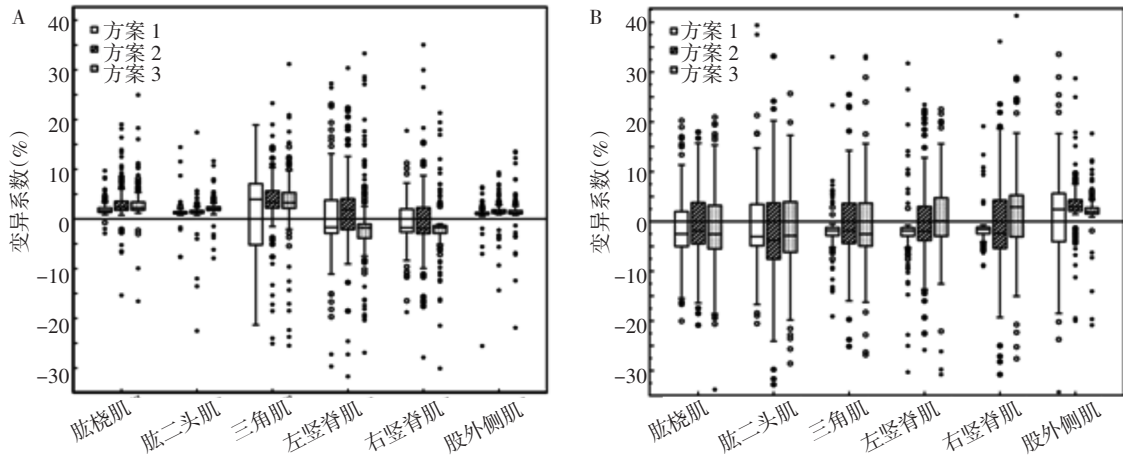 A
变异系数(%)
40
30
20
10
0
-10
-20
-30
方案 1
方案 2
方案 3
肱桡肌
肱二头肌
三角肌
左竖脊肌
右竖脊肌
股外侧肌
B
变异系数(%)
40
30
20
10
0
-10
-20
-30
方案 1
方案 2
方案 3
肱桡肌
肱二头肌
三角肌
左竖脊肌
右竖脊肌
股外侧肌